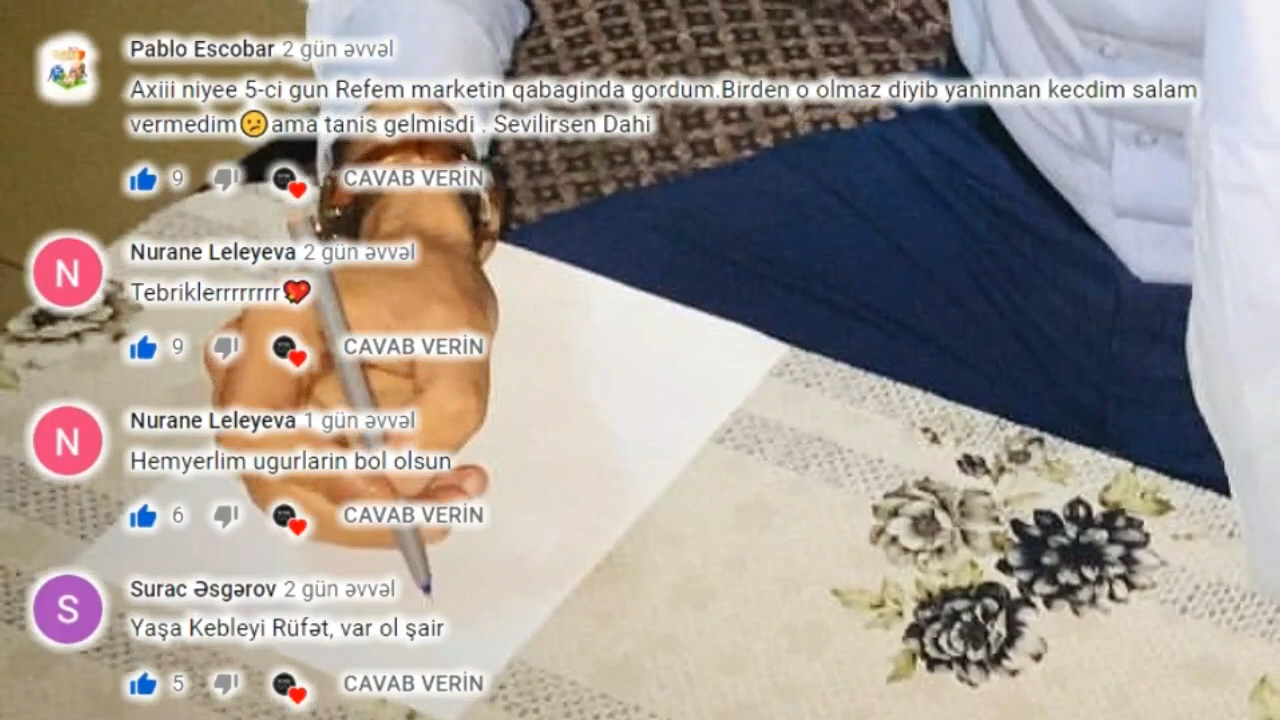 Pablo Escobar 2 gün əvvəl
Axiii niyee 5-ci gun Refem marketin qabaginda gordum.Birden o olmaz diyib yaninnan kecdim salam
vermedim😕ama tanis gelmisdi . Sevilirsen Dahi
9 CAVAB VERİN
N
Nurane Leleyeva 2 gün əvvəl
Tebriklerrrrrrrr💖
9 CAVAB VERİN
N
Nurane Leleyeva 1 gün əvvəl
Hemyerlim ugurlarin bol olsun
6 CAVAB VERİN
S
Surac Əsgərov 2 gün əvvəl
Yaşa Kebleyi Rüfət, var ol şair
5 CAVAB VERİN